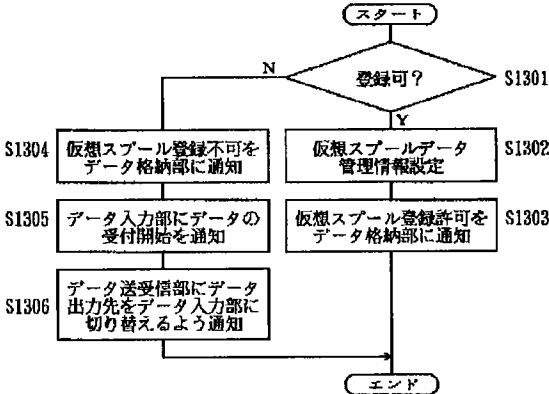 スタート
登録可？
S1301
N
Y
S1304
仮想スプール登録不可を
データ格納部に通知
仮想スプールデータ
管理情報設定
S1302
S1305
データ入力部にデータの
受付開始を通知
仮想スプール登録許可を
データ格納部に通知
S1303
S1306
データ送受信部にデータ
出力先をデータ入力部に
切り替えるよう通知
エンド